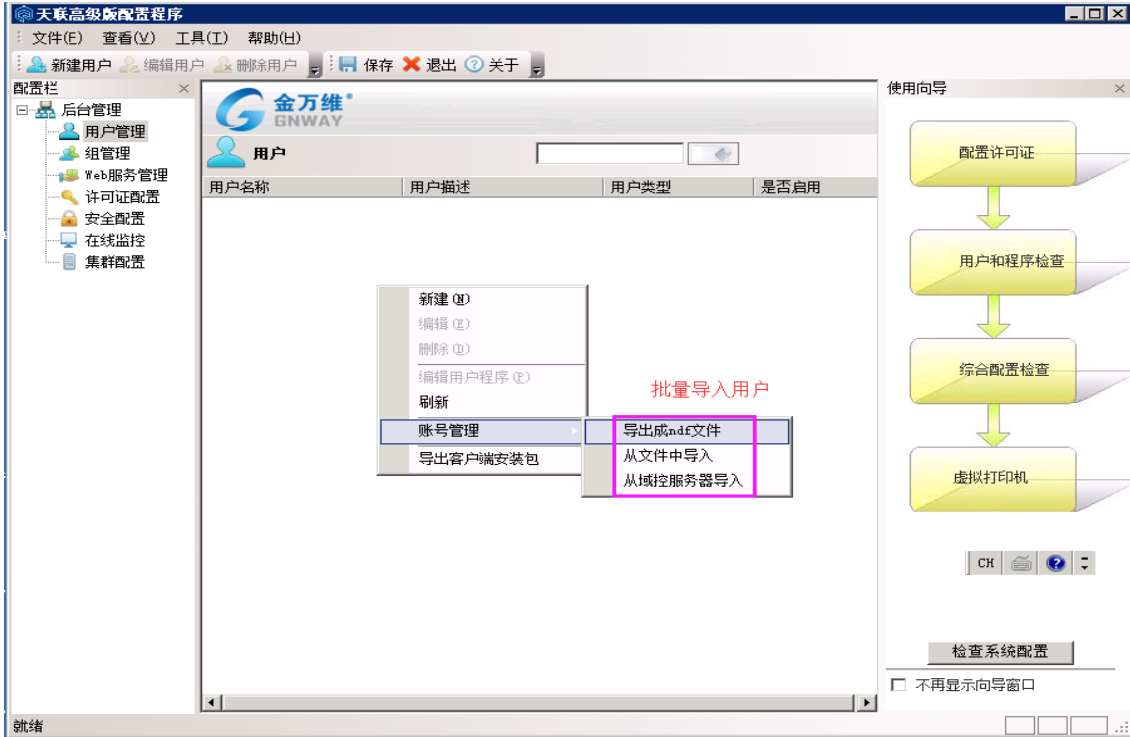 天联高级版配置程序
文件(F) 查看(V) 工具(T) 帮助(H)
新建用户 编辑用户 删除用户 保存 退出 关于
配置栏
后台管理
用户管理
组管理
Web服务管理
许可证配置
安全配置
在线监控
集群配置
金万维®
GNWAY
用户
用户名称 用户描述 用户类型 是否启用
新建(N)
编辑(E)
删除(D)
编辑用户程序(P)
刷新
账号管理
导出客户端安装包
批量导入用户
导出成ndf文件
从文件中导入
从域控服务器导入
使用向导
配置许可证
用户和程序检查
综合配置检查
虚拟打印机
CH
检查系统配置
不再显示向导窗口
就绪